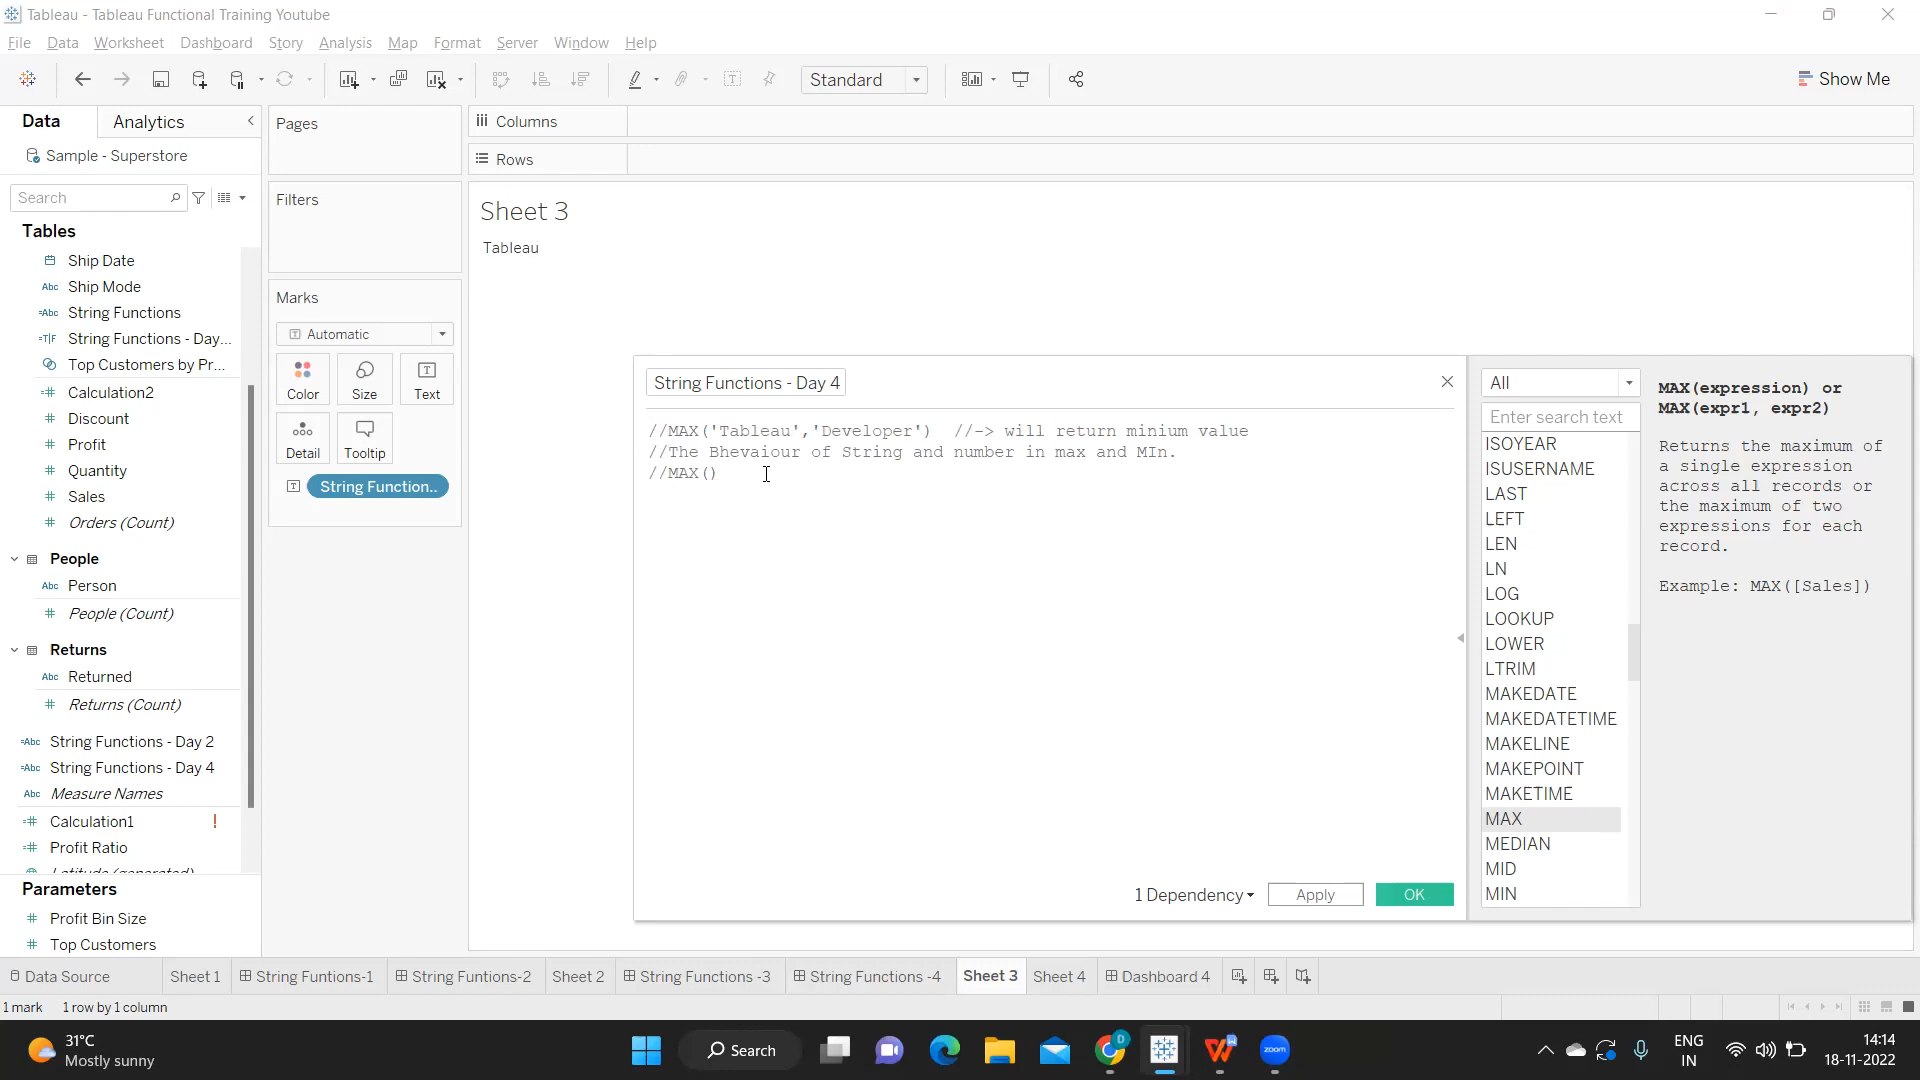 Tableau - Tableau Functional Training Youtube
File Data Worksheet Dashboard Story Analysis Map Format Server Window Help
Standard
Show Me
Data
Analytics
Sample - Superstore
Search
Tables
Ship Date
Abc Ship Mode
=Abc String Functions
=T|F String Functions - Day...
Top Customers by Pr...
Calculation2
Discount
Profit
Quantity
Sales
Orders (Count)
People
Abc Person
People (Count)
Returns
Abc Returned
Returns (Count)
=Abc String Functions - Day 2
=Abc String Functions - Day 4
Abc Measure Names
Calculation1 !
Profit Ratio
Latitude (generated)
Parameters
Profit Bin Size
Top Customers
Pages
Filters
Marks
Automatic
Color
Size
Text
Detail
Tooltip
String Function..
Columns
Rows
Sheet 3
Tableau
String Functions - Day 4
//MAX('Tableau','Developer') //-> will return minium value
//The Bhevaiour of String and number in max and MIn.
//MAX()
1 Dependency
Apply
OK
All
Enter search text
ISOYEAR
ISUSERNAME
LAST
LEFT
LEN
LN
LOG
LOOKUP
LOWER
LTRIM
MAKEDATE
MAKEDATETIME
MAKELINE
MAKEPOINT
MAKETIME
MAX
MEDIAN
MID
MIN
MAX(expression) or
MAX(expr1, expr2)
Returns the maximum of
a single expression
across all records or
the maximum of two
expressions for each
record.
Example: MAX([Sales])
Data Source
Sheet 1
String Funtions-1
String Funtions-2
Sheet 2
String Functions -3
String Functions -4
Sheet 3
Sheet 4
Dashboard 4
1 mark 1 row by 1 column
31°C
Mostly sunny
Search
zoom
ENG
IN
14:14
18-11-2022